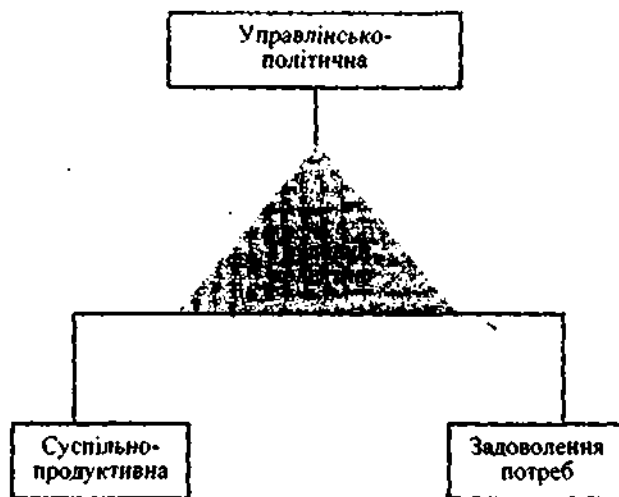 Управлінсько-
політична
Суспільно-
продуктивна
Задоволення
потреб